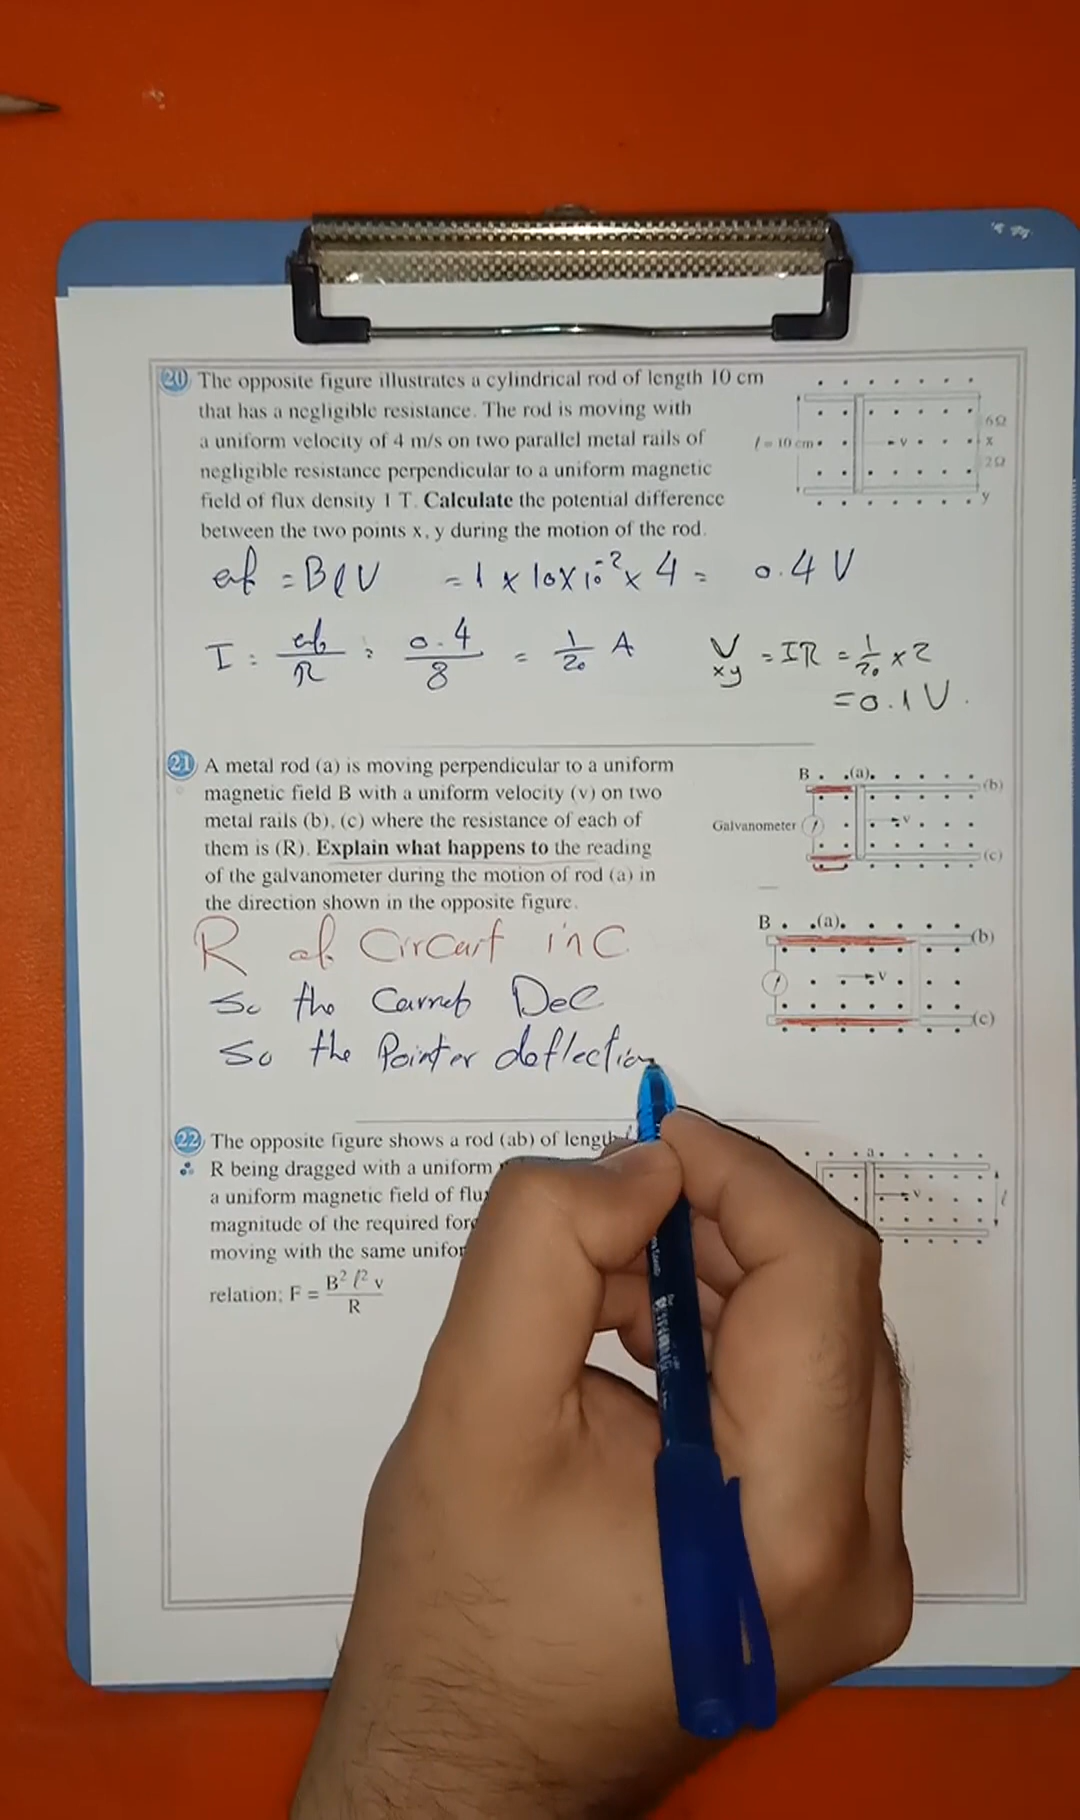 20 The opposite figure illustrates a cylindrical rod of length 10 cm
that has a negligible resistance. The rod is moving with
a uniform velocity of 4 m/s on two parallel metal rails of
negligible resistance perpendicular to a uniform magnetic
field of flux density 1 T. Calculate the potential difference
between the two points x, y during the motion of the rod.
l = 10 cm
v
6Ω
x
2Ω
y
emf = BlV = 1 x 10x10⁻² x 4 = 0.4 V
I = emf/R = 0.4/8 = 1/20 A
Vxy = IR = 1/20 x 2
= 0.1 V.
21 A metal rod (a) is moving perpendicular to a uniform
magnetic field B with a uniform velocity (v) on two
metal rails (b), (c) where the resistance of each of
them is (R). Explain what happens to the reading
of the galvanometer during the motion of rod (a) in
the direction shown in the opposite figure.
B (a)
(b)
Galvanometer
v
(c)
R of Circuit inc
So the Current Dec
So the Pointer deflection
B (a)
(b)
v
(c)
22 The opposite figure shows a rod (ab) of length
R being dragged with a uniform
a uniform magnetic field of
magnitude of the required
moving with the same
relation; F = B² l² v / R
a
v
l